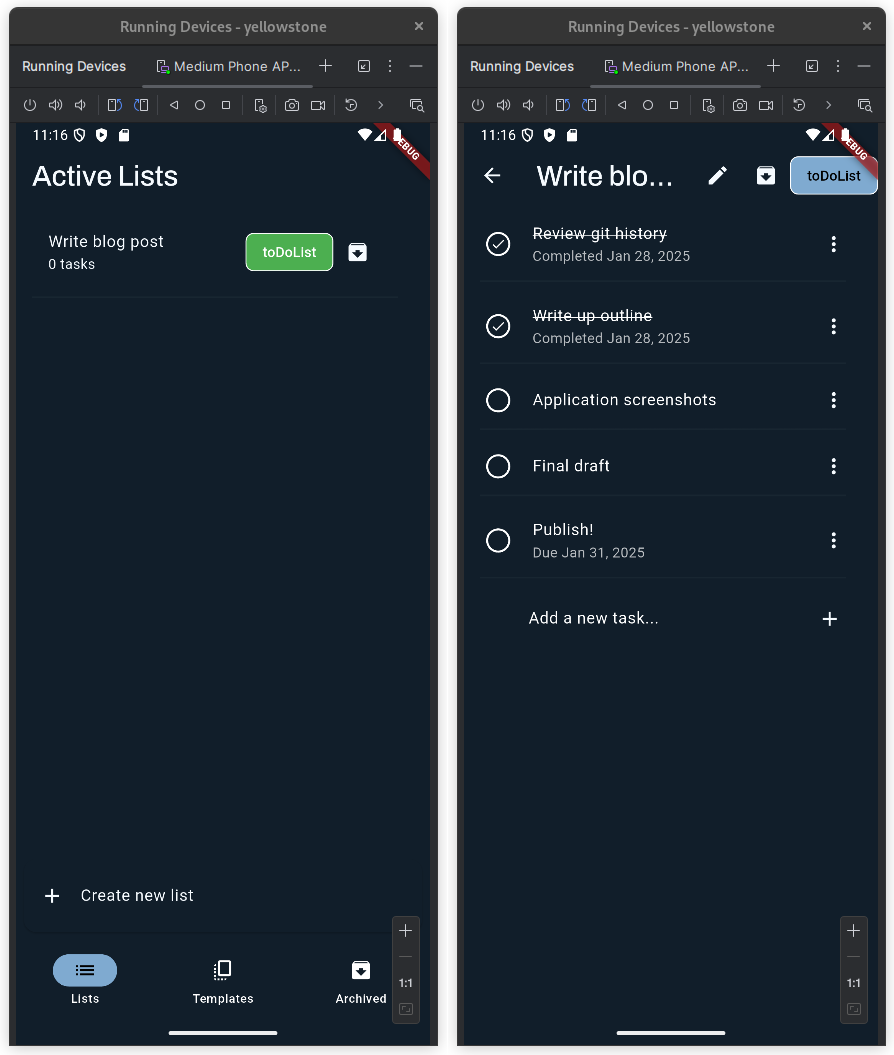 Running Devices - yellowstone
Running Devices
Medium Phone AP...
11:16
EBUG
Active Lists
Write blog post
0 tasks
toDoList
Create new list
Lists
Templates
Archived
1:1
Running Devices - yellowstone
Running Devices
Medium Phone AP...
11:16
EBUG
Write blo...
toDoList
Review git history
Completed Jan 28, 2025
Write up outline
Completed Jan 28, 2025
Application screenshots
Final draft
Publish!
Due Jan 31, 2025
Add a new task...
1:1